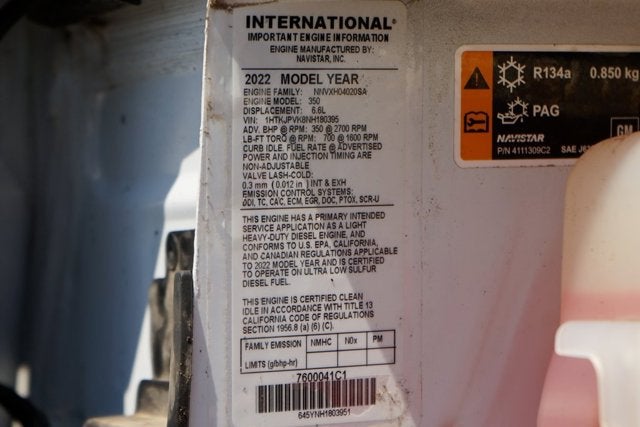 INTERNATIONAL®
IMPORTANT ENGINE INFORMATION
ENGINE MANUFACTURED BY:
NAVISTAR, INC.
2022 MODEL YEAR
ENGINE FAMILY: NNVXH04020SA
ENGINE MODEL: 350
DISPLACEMENT: 6.6L
VIN: 1HTKJPVK8NH180395
ADV. BHP @ RPM: 350 @ 2700 RPM
LB-FT TORQ @ RPM: 700 @ 1600 RPM
CURB IDLE, FUEL RATE @ ADVERTISED
POWER AND INJECTION TIMING ARE
NON-ADJUSTABLE
VALVE LASH-COLD:
0.3 mm ( 0.012 in ) INT & EXH
EMISSION CONTROL SYSTEMS:
DDI, TC, CAC, ECM, EGR, DOC, PTOX, SCR-U
THIS ENGINE HAS A PRIMARY INTENDED
SERVICE APPLICATION AS A LIGHT
HEAVY-DUTY DIESEL ENGINE, AND
CONFORMS TO U.S. EPA, CALIFORNIA,
AND CANADIAN REGULATIONS APPLICABLE
TO 2022 MODEL YEAR AND IS CERTIFIED
TO OPERATE ON ULTRA LOW SULFUR
DIESEL FUEL.
THIS ENGINE IS CERTIFIED CLEAN
IDLE IN ACCORDANCE WITH TITLE 13
CALIFORNIA CODE OF REGULATIONS
SECTION 1956.8 (a) (6) (C).
FAMILY EMISSION NMHC N0x PM
LIMITS (g/bhp-hr)
7600041C1
645YNH1803951
R134a 0.850 kg
PAG
NAVISTAR GM
P/N 4111309C2 SAE J63